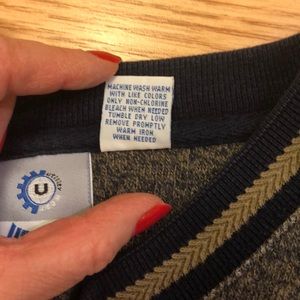 MACHINE WASH WARM
WITH LIKE COLORS
ONLY NON-CHLORINE
BLEACH WHEN NEEDED
TUMBLE DRY LOW
REMOVE PROMPTLY
WARM IRON
WHEN NEEDED
U
utility